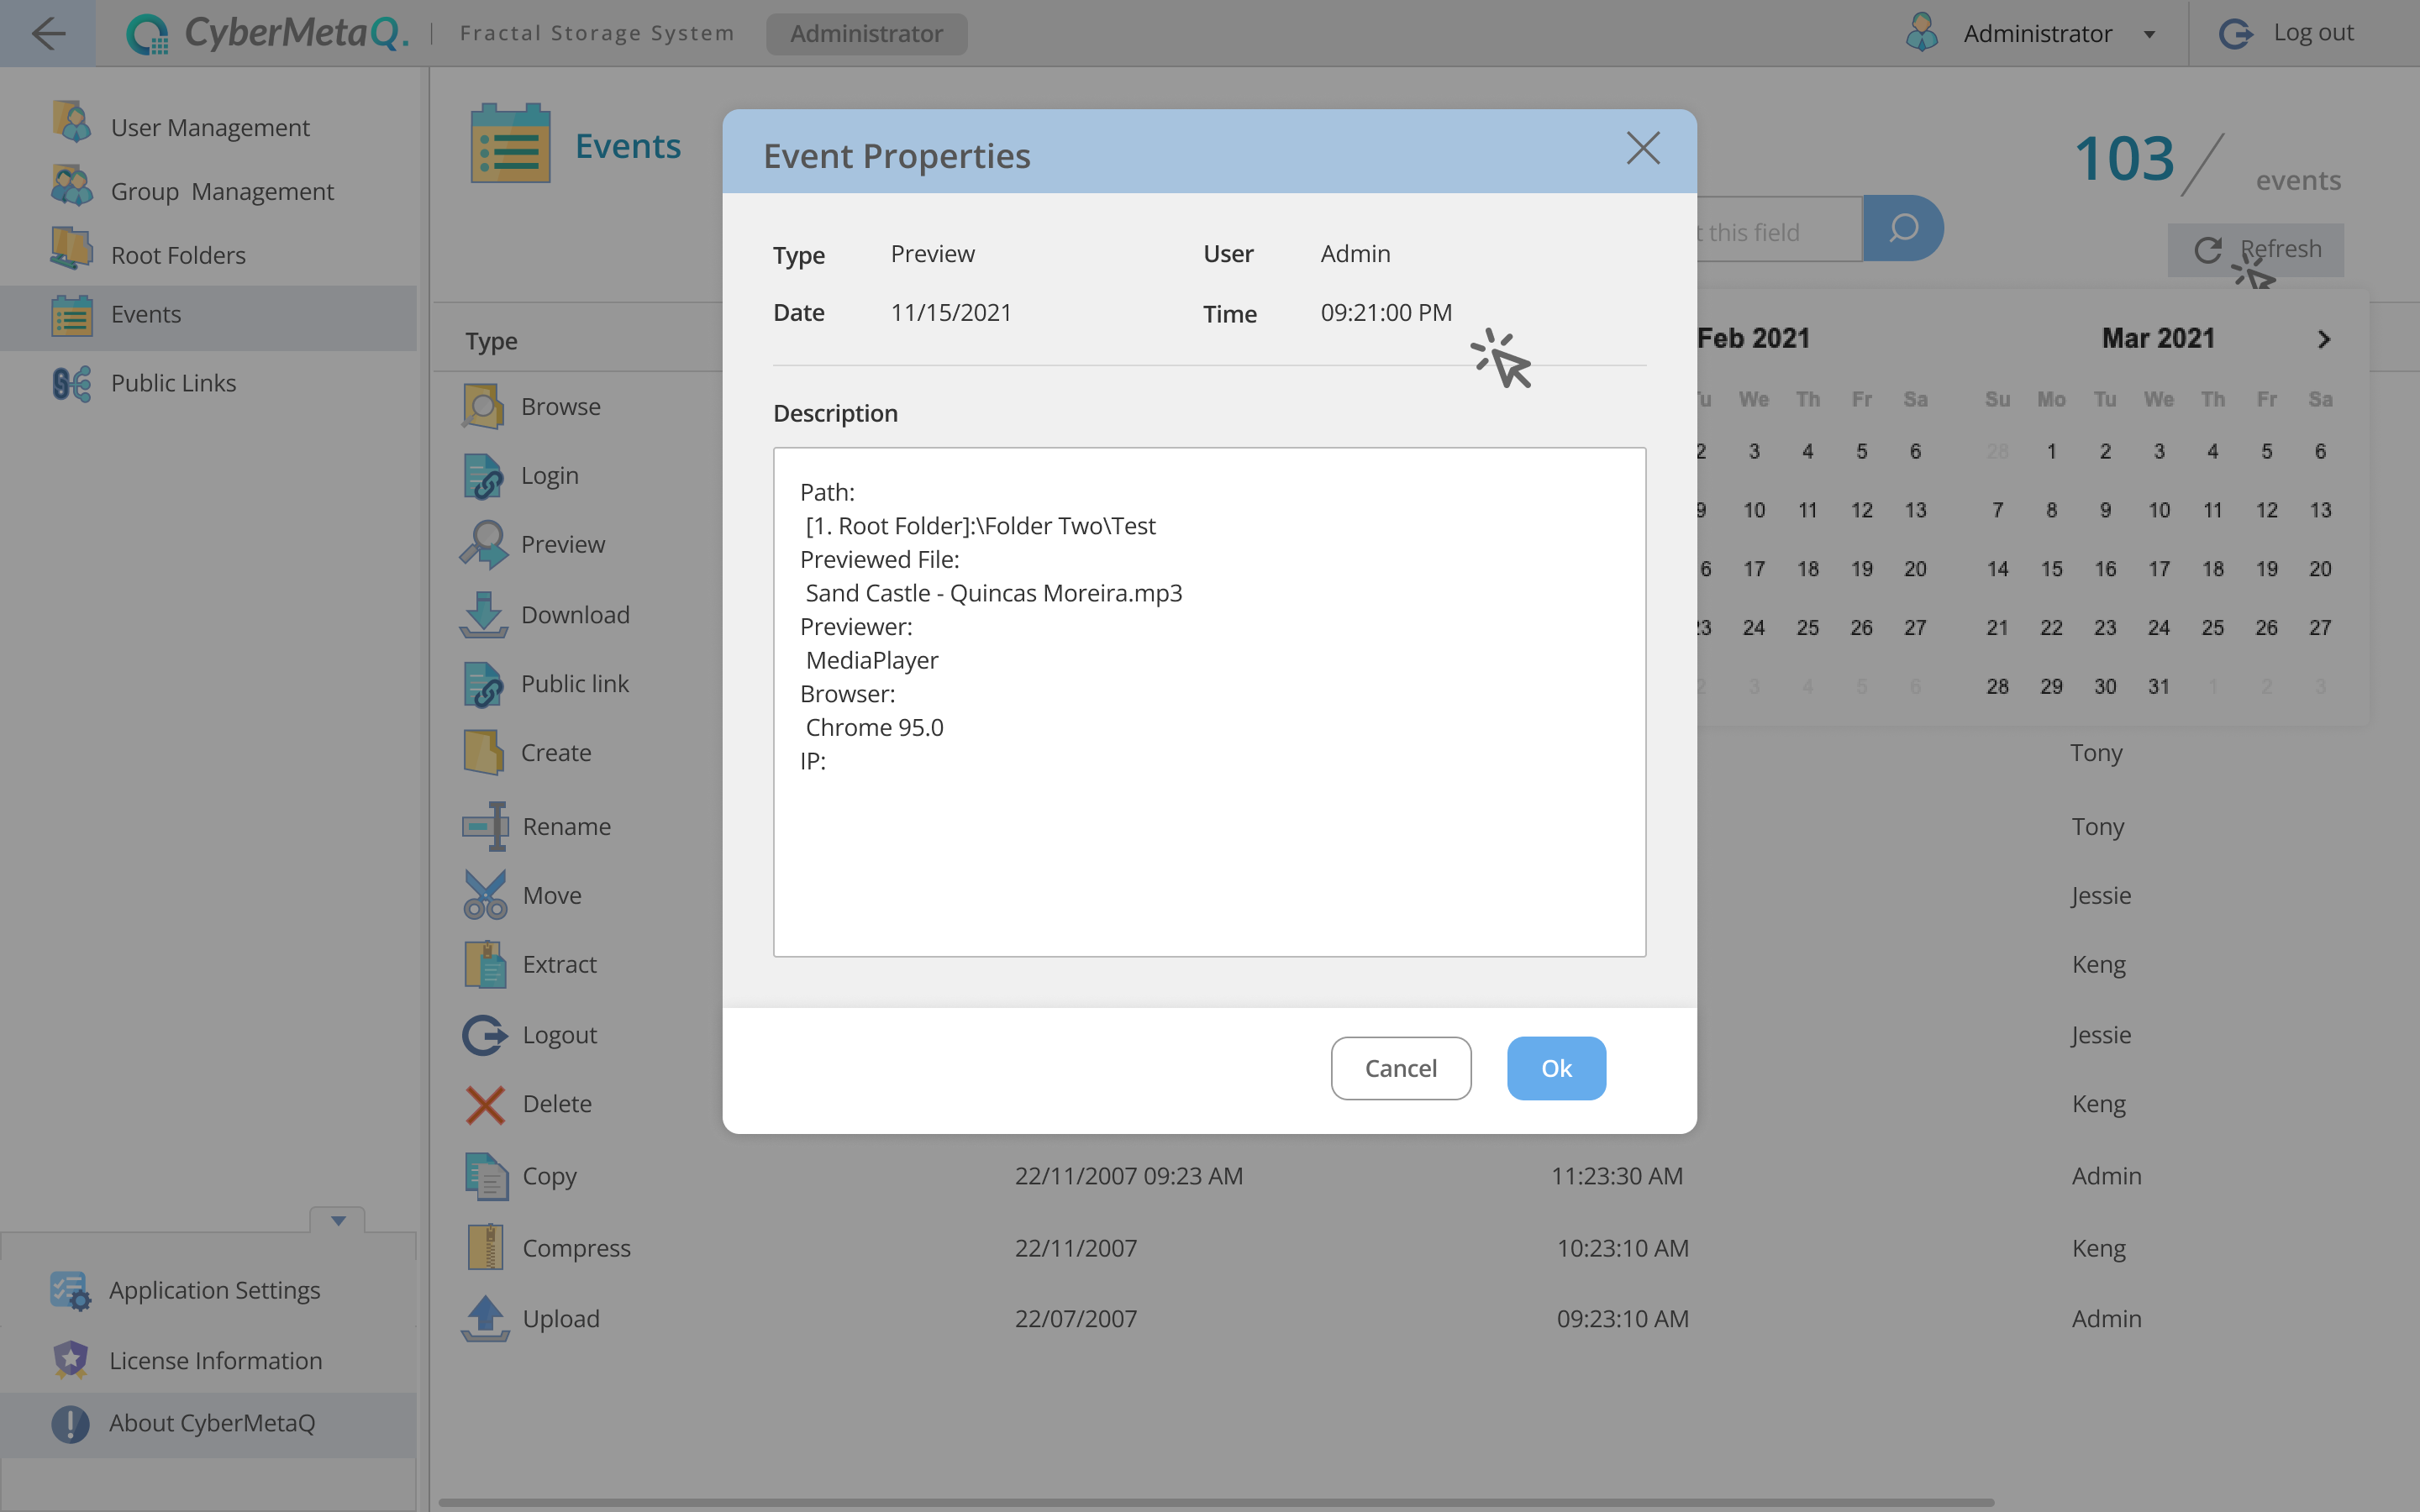 CyberMetaQ. | Fractal Storage System Administrator Administrator Log out
User Management
Group Management
Root Folders
Events
Public Links
Application Settings
License Information
About CyberMetaQ
Events
103 / events
t this field
Refresh
Type
Browse
Login
Preview
Download
Public link
Create
Rename
Move
Extract
Logout
Delete
Copy 22/11/2007 09:23 AM 11:23:30 AM Admin
Compress 22/11/2007 10:23:10 AM Keng
Upload 22/07/2007 09:23:10 AM Admin
Event Properties
Type Preview User Admin
Date 11/15/2021 Time 09:21:00 PM
Description
Path:
[1. Root Folder]:\Folder Two\Test
Previewed File:
Sand Castle - Quincas Moreira.mp3
Previewer:
MediaPlayer
Browser:
Chrome 95.0
IP:
Cancel Ok
Feb 2021
We Th Fr Sa
2 3 4 5 6
9 10 11 12 13
6 17 18 19 20
23 24 25 26 27
2 3 4 5 6
Mar 2021
Su Mo Tu We Th Fr Sa
28 1 2 3 4 5 6
7 8 9 10 11 12 13
14 15 16 17 18 19 20
21 22 23 24 25 26 27
28 29 30 31 1 2 3
Tony
Tony
Jessie
Keng
Jessie
Keng